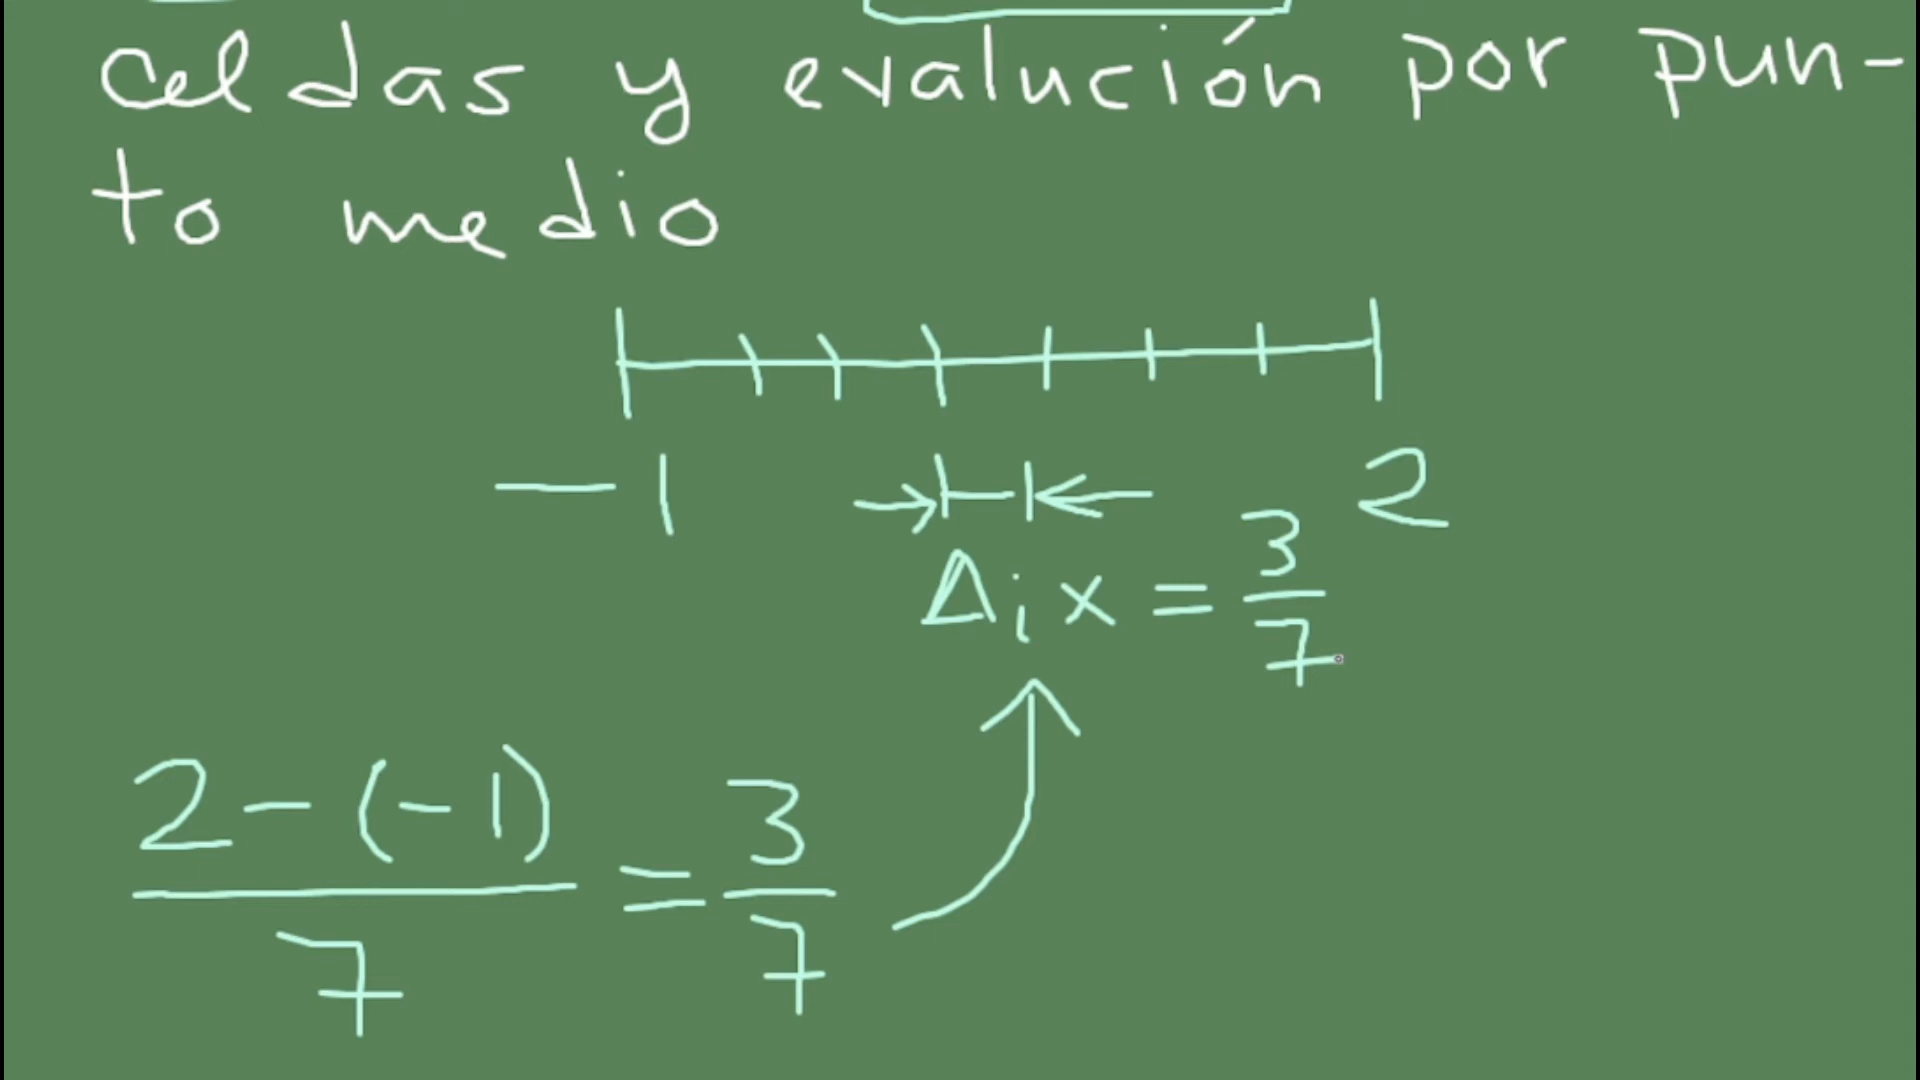 celdas y evalución por pun-
to medio
-1 2
Δix = 3/7
2-(-1)/7 = 3/7